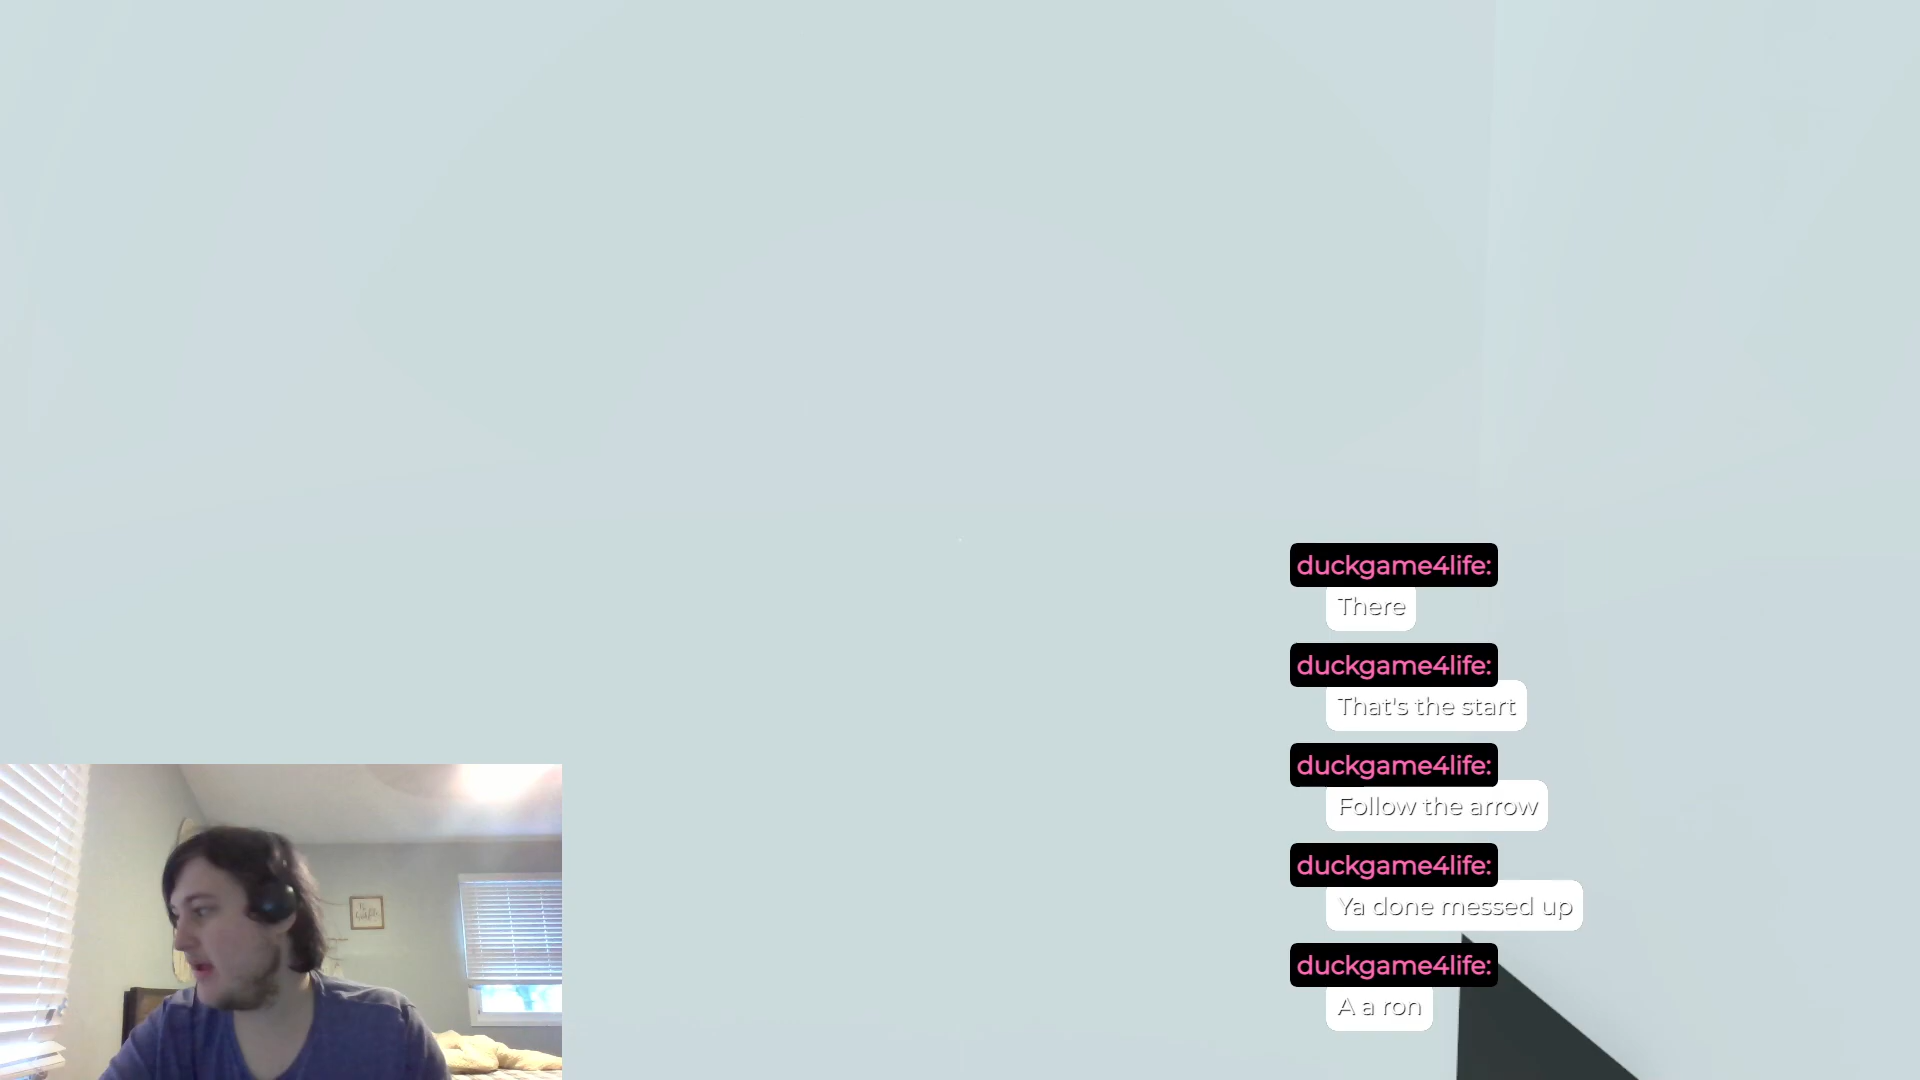 duckgame4life:
There
duckgame4life:
That's the start
duckgame4life:
Follow the arrow
duckgame4life:
Ya done messed up
duckgame4life:
A a ron